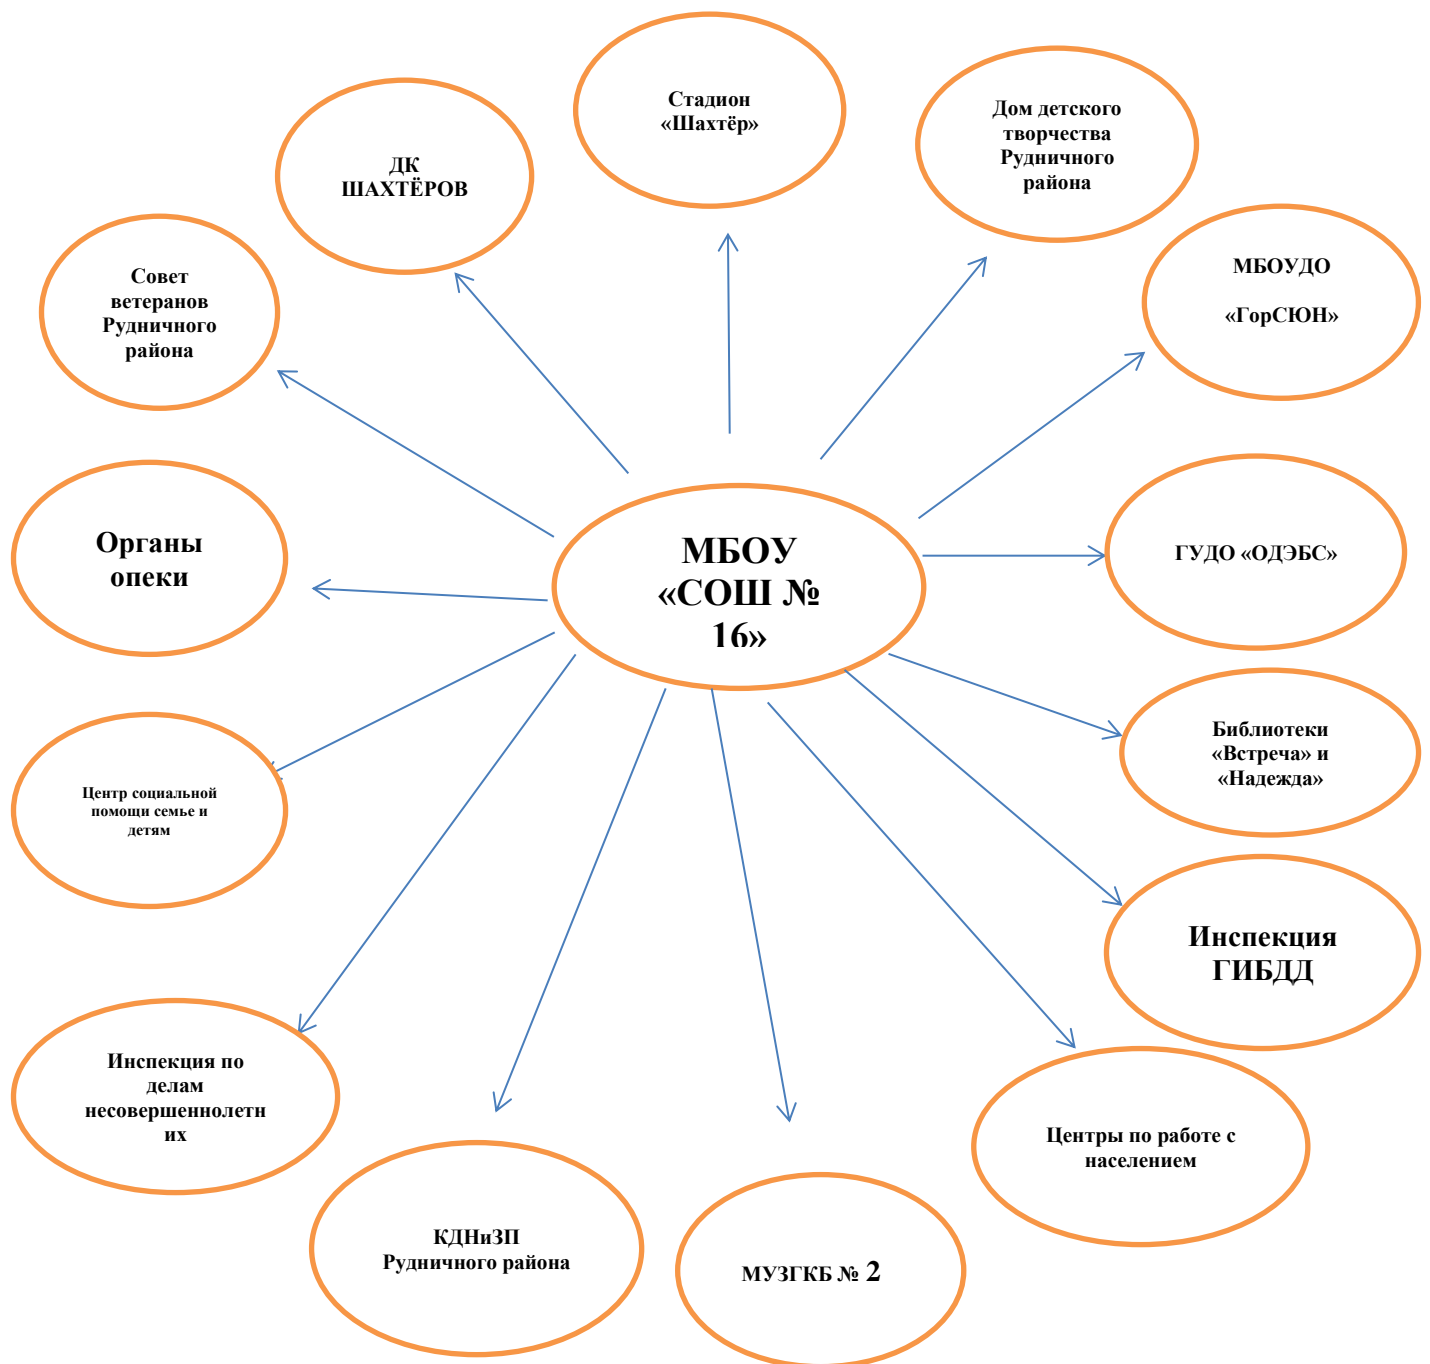 Стадион
«Шахтёр»
Дом детского
творчества
Рудничного
района
ДК
ШАХТЁРОВ
МБОУДО
«ГорСЮН»
Совет
ветеранов
Рудничного
района
Органы
опеки
МБОУ
«СОШ №
16»
ГУДО «ОДЭБС»
Библиотеки
«Встреча» и
«Надежда»
Центр социальной
помощи семье и
детям
Инспекция
ГИБДД
Инспекция по
делам
несовершеннолетн
их
Центры по работе с
населением
КДНиЗП
Рудничного района
МУЗГКБ № 2